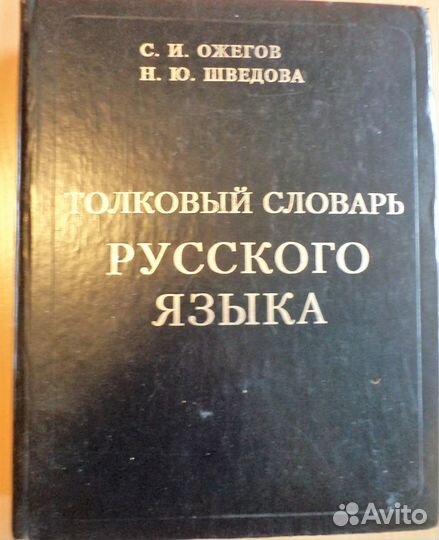 С. И. ОЖЕГОВ
Н. Ю. ШВЕДОВА
ТОЛКОВЫЙ СЛОВАРЬ
РУССКОГО
ЯЗЫКА
Avito